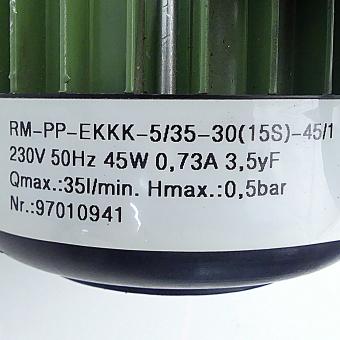 RM-PP-EKKK-5/35-30(15S)-45/1
230V 50Hz 45W 0,73A 3,5yF
Qmax.:35l/min. Hmax.:0,5bar
Nr.:97010941